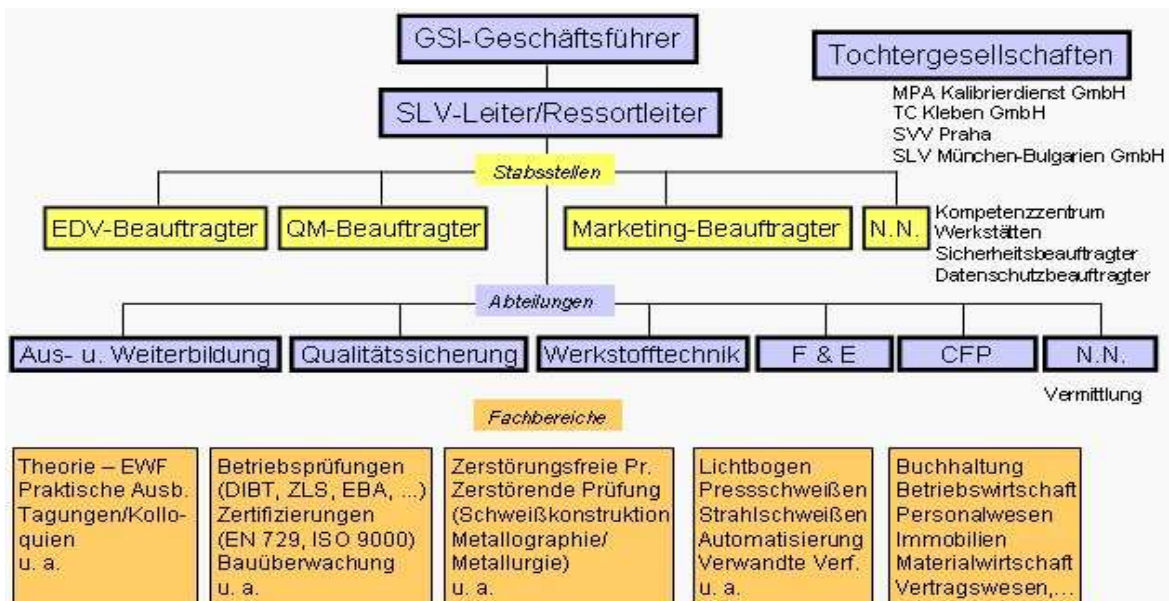 GSI-Geschäftsführer
Tochtergesellschaften
MPA Kalibrierdienst GmbH
TC Kleben GmbH
SVV Praha
SLV München-Bulgarien GmbH
SLV-Leiter/Ressortleiter
Stabsstellen
EDV-Beauftragter
QM-Beauftragter
Marketing-Beauftragter
N.N.
Kompetenzzentrum
Werkstätten
Sicherheitsbeauftragter
Datenschutzbeauftragter
Abteilungen
Aus- u. Weiterbildung
Qualitätssicherung
Werkstofftechnik
F & E
CFP
N.N.
Vermittlung
Fachbereiche
Theorie – EWF
Praktische Ausb.
Tagungen/Kollo-
quien
u. a.
Betriebsprüfungen
(DIBT, ZLS, EBA, ...)
Zertifizierungen
(EN 729, ISO 9000)
Bauüberwachung
u. a.
Zerstörungsfreie Pr.
Zerstörende Prüfung
(Schweißkonstruktion
Metallographie/
Metallurgie)
u. a.
Lichtbogen
Pressschweißen
Strahlschweißen
Automatisierung
Verwandte Verf.
u. a.
Buchhaltung
Betriebswirtschaft
Personalwesen
Immobilien
Materialwirtschaft
Vertragswesen,...